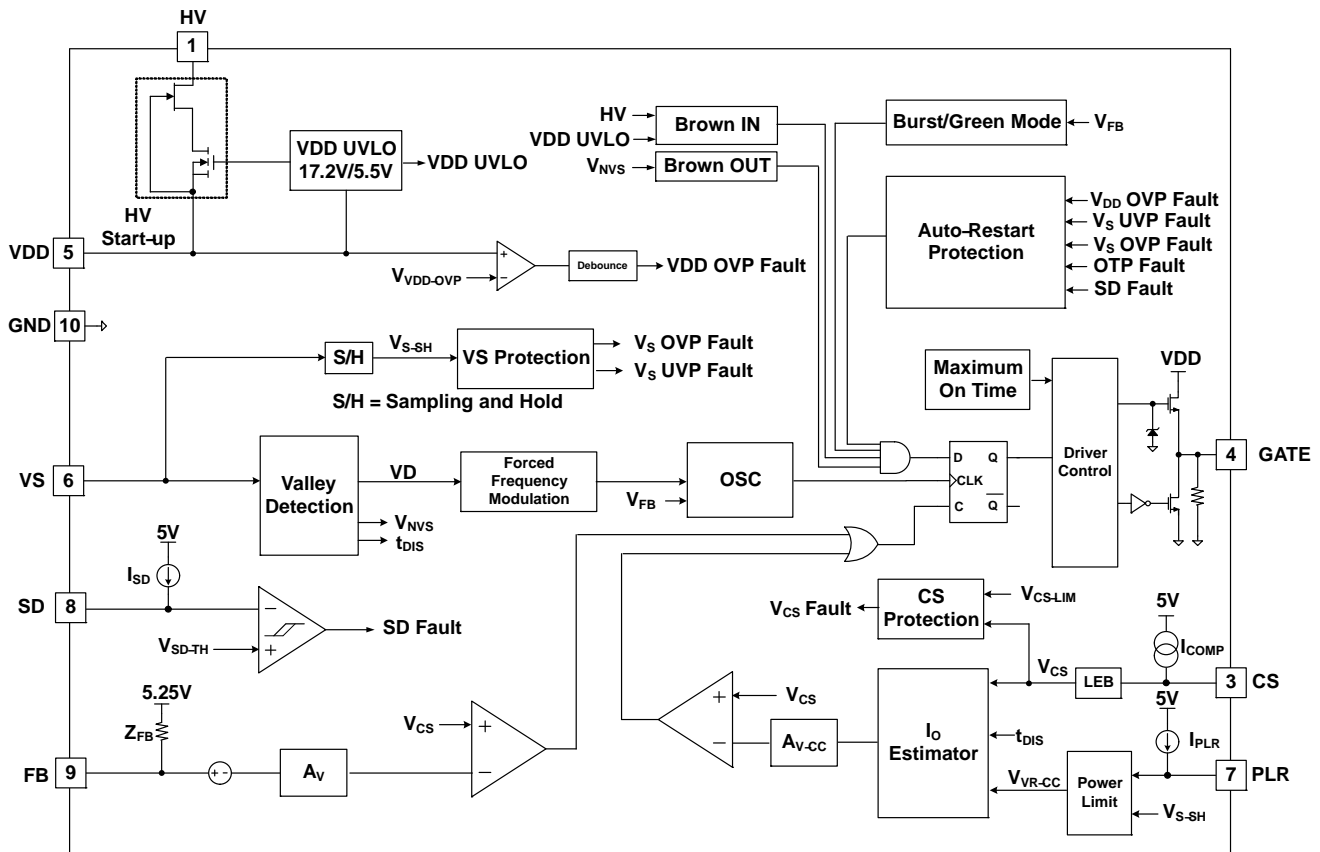 HV
1
HV
Start-up
VDD UVLO
17.2V/5.5V
VDD UVLO
HV
VDD UVLO
Brown IN
V_NVS
Brown OUT
Burst/Green Mode
V_FB
Auto-Restart
Protection
V_DD OVP Fault
V_S UVP Fault
V_S OVP Fault
OTP Fault
SD Fault
VDD
5
V_VDD-OVP
+
−
Debounce
VDD OVP Fault
GND
10
S/H
V_S-SH
VS Protection
V_S OVP Fault
V_S UVP Fault
S/H = Sampling and Hold
Maximum
On Time
VDD
Driver
Control
4
GATE
VS
6
Valley
Detection
VD
V_NVS
t_DIS
Forced
Frequency
Modulation
V_FB
OSC
D
Q
CLK
C
Q
5V
I_SD
SD
8
V_SD-TH
−
+
SD Fault
V_CS Fault
CS
Protection
V_CS-LIM
5V
I_COMP
V_CS
LEB
3
CS
5.25V
Z_FB
FB
9
+ -
A_V
V_CS
+
−
+
−
V_CS
A_V-CC
I_O
Estimator
t_DIS
V_VR-CC
Power
Limit
5V
I_PLR
7
PLR
V_S-SH